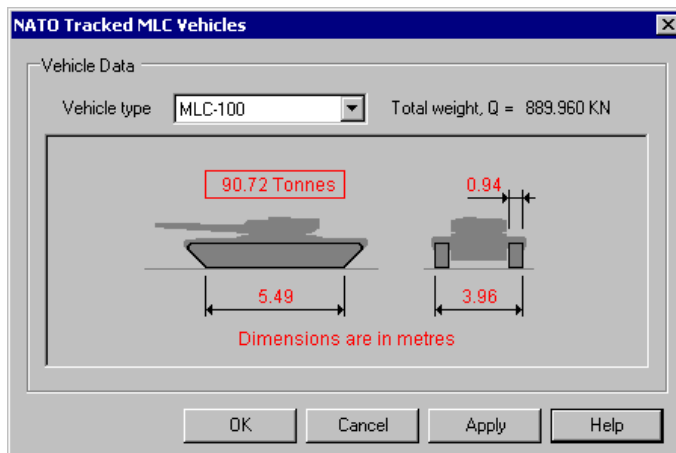 NATO Tracked MLC Vehicles
Vehicle Data
Vehicle type MLC-100 Total weight, Q = 889.960 KN
90.72 Tonnes 0.94
5.49 3.96
Dimensions are in metres
OK Cancel Apply Help